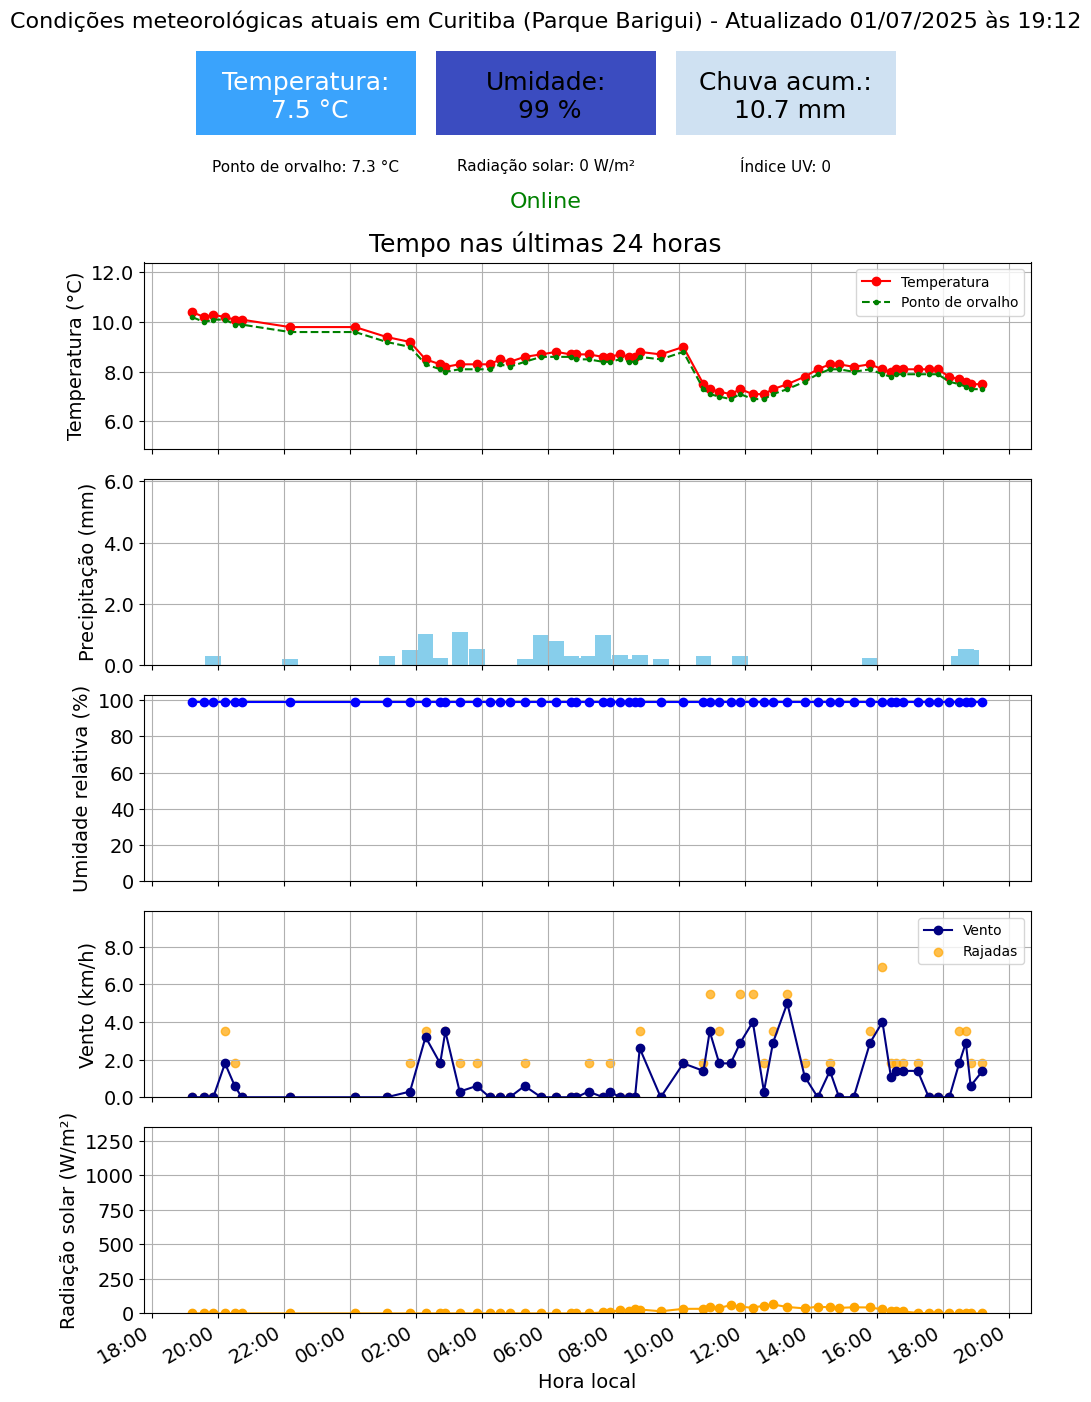 Condições meteorológicas atuais em Curitiba (Parque Barigui) - Atualizado 01/07/2025 às 19:12
Temperatura:
7.5 °C
Umidade:
99 %
Chuva acum.:
10.7 mm
Ponto de orvalho: 7.3 °C
Radiação solar: 0 W/m²
Índice UV: 0
Online
Tempo nas últimas 24 horas
Temperatura (°C)
12.0
10.0
8.0
6.0
Temperatura
Ponto de orvalho
Precipitação (mm)
6.0
4.0
2.0
0.0
Umidade relativa (%)
100
80
60
40
20
0
Vento (km/h)
8.0
6.0
4.0
2.0
0.0
Vento
Rajadas
Radiação solar (W/m²)
1250
1000
750
500
250
0
18:00
20:00
22:00
00:00
02:00
04:00
06:00
08:00
10:00
12:00
14:00
16:00
18:00
20:00
Hora local